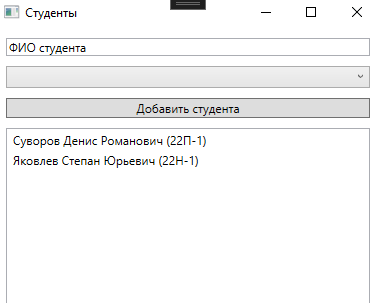 Студенты
ФИО студента
Добавить студента
Суворов Денис Романович (22П-1)
Яковлев Степан Юрьевич (22Н-1)